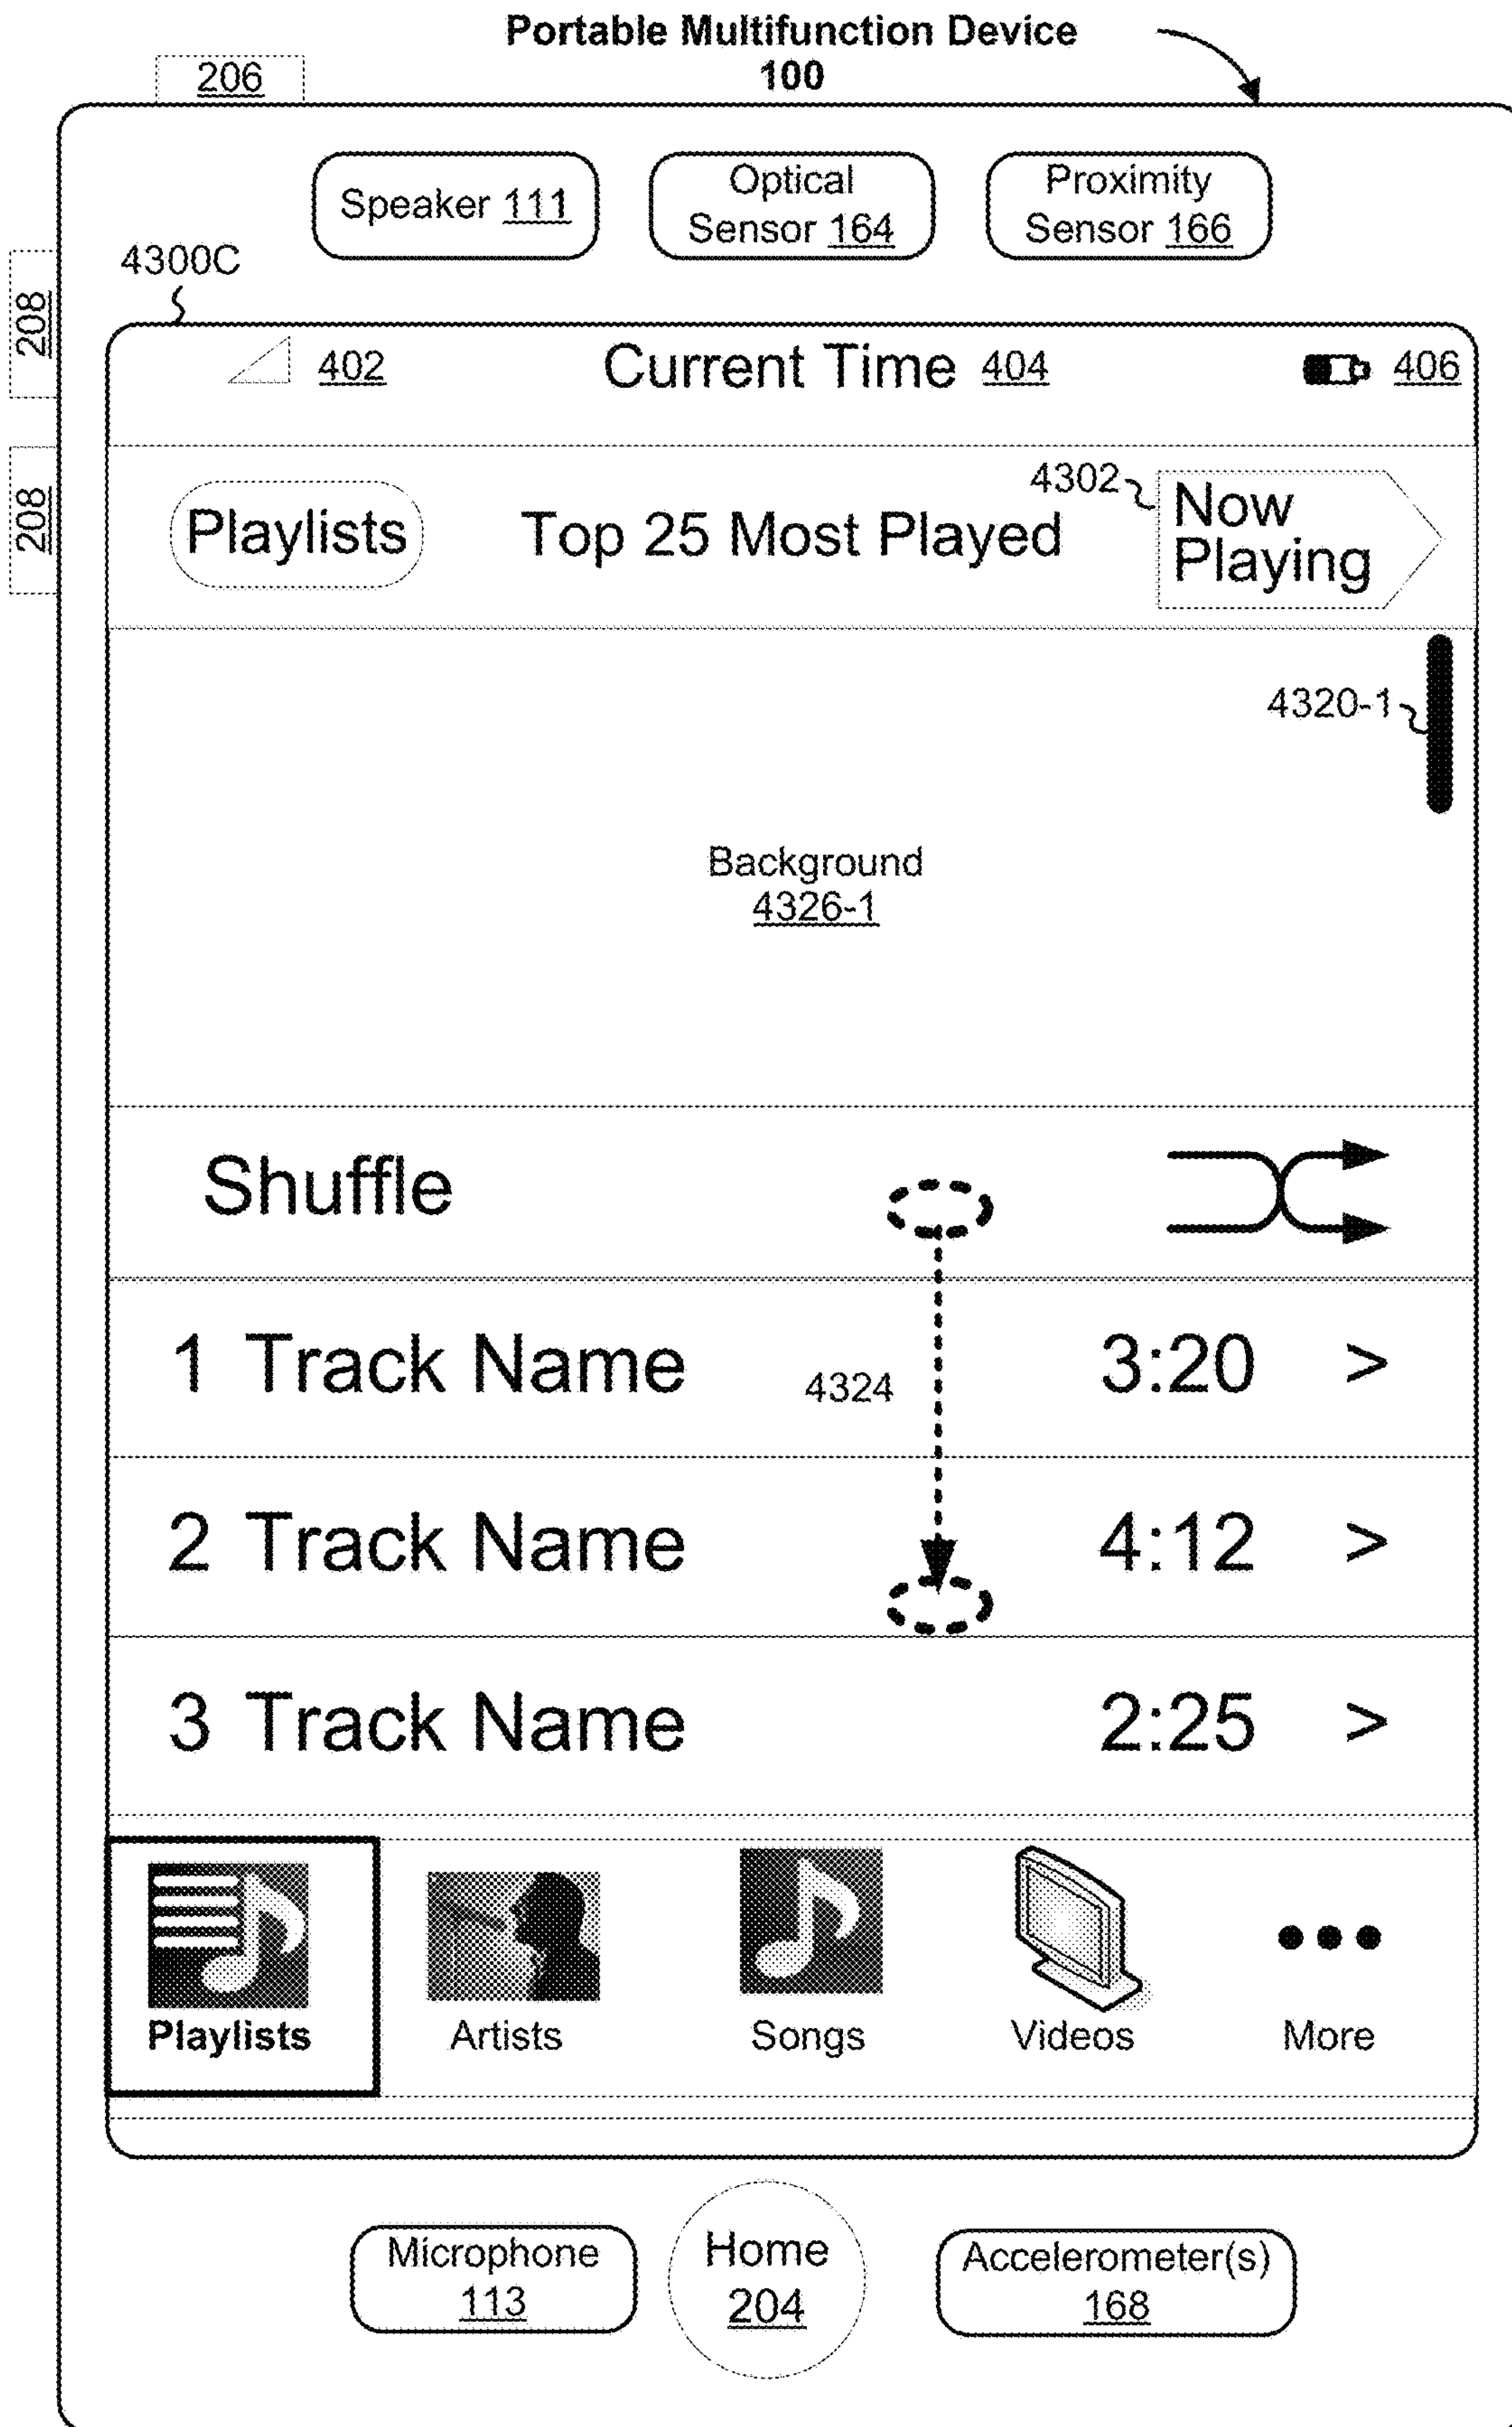 Portable Multifunction Device
100
206
Speaker 111
Optical
Sensor 164
Proximity
Sensor 166
4300C
208
402
Current Time 404
406
208
Playlists
Top 25 Most Played
4302
Now
Playing
4320-1
Background
4326-1
Shuffle
1 Track Name 3:20 >
4324
2 Track Name 4:12 >
3 Track Name 2:25 >
Playlists
Artists
Songs
Videos
More
Microphone
113
Home
204
Accelerometer(s)
168